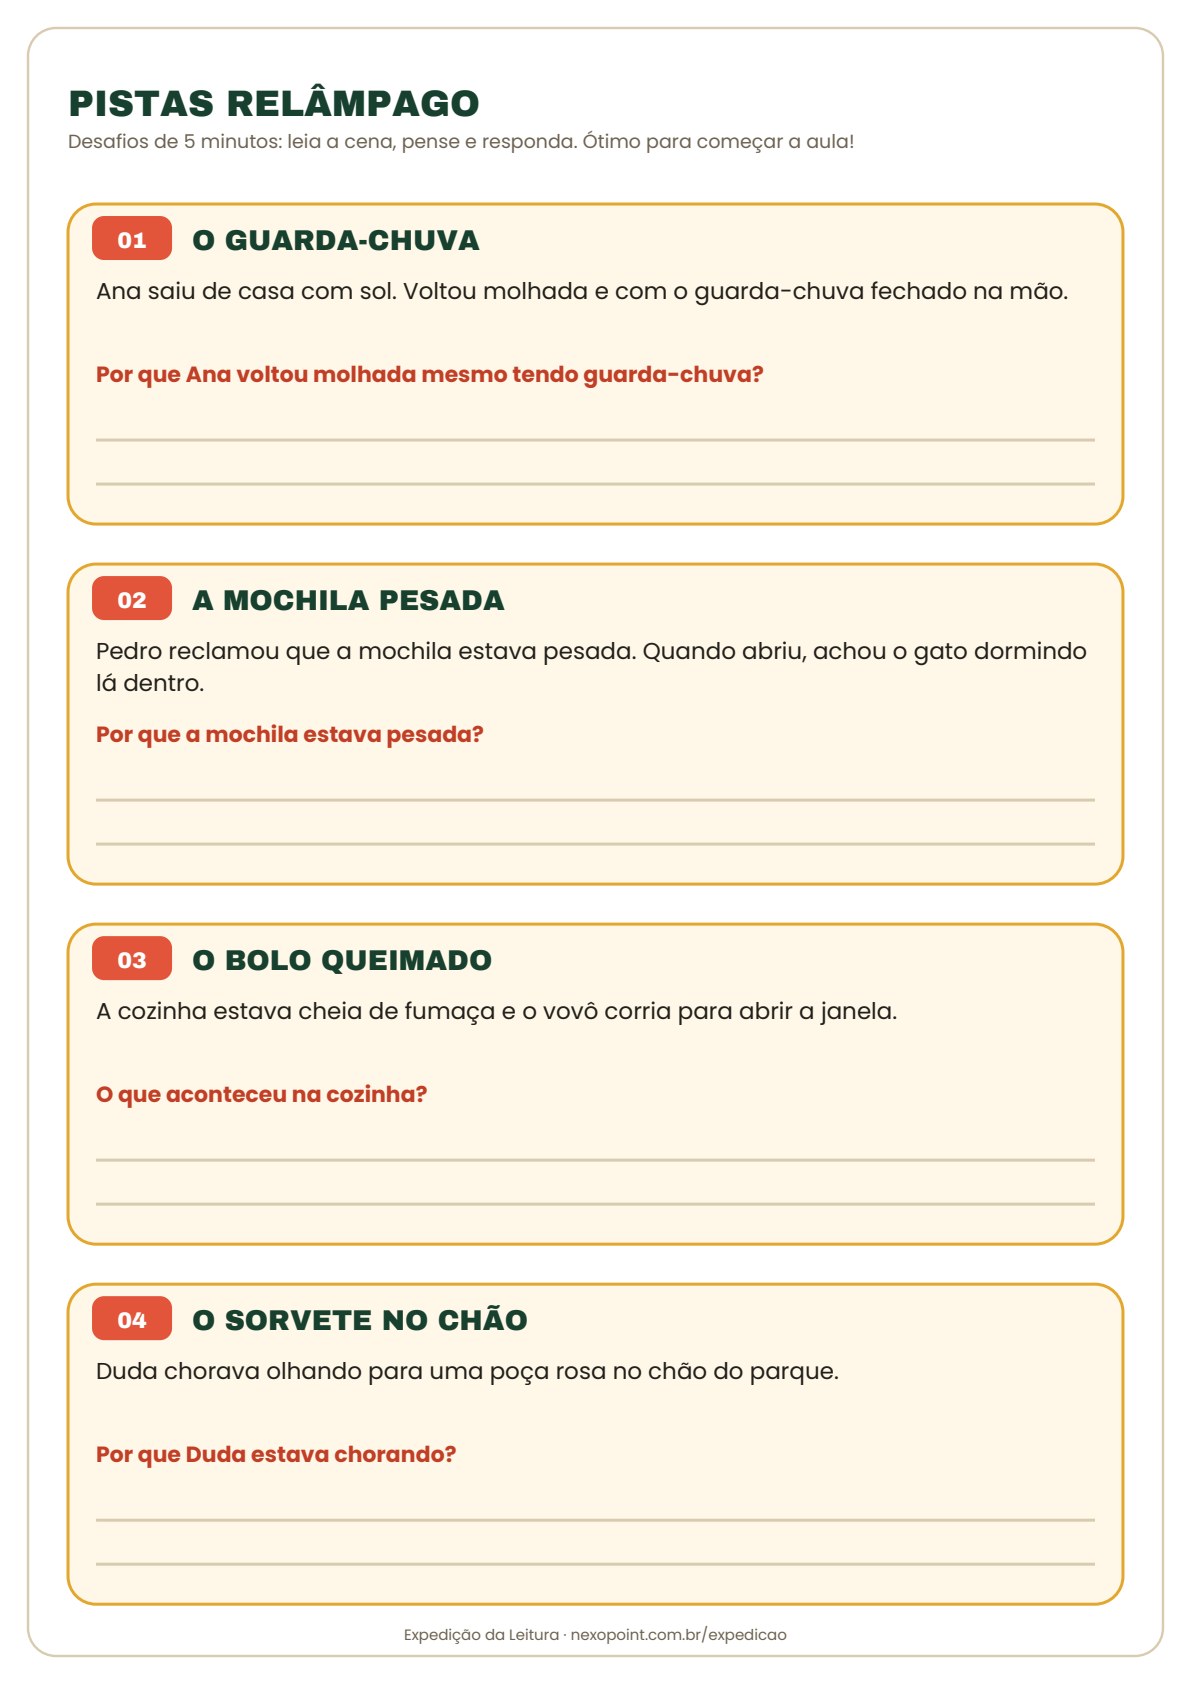 PISTAS RELÂMPAGO
Desafios de 5 minutos: leia a cena, pense e responda. Ótimo para começar a aula!
01 O GUARDA-CHUVA
Ana saiu de casa com sol. Voltou molhada e com o guarda-chuva fechado na mão.
Por que Ana voltou molhada mesmo tendo guarda-chuva?
02 A MOCHILA PESADA
Pedro reclamou que a mochila estava pesada. Quando abriu, achou o gato dormindo
lá dentro.
Por que a mochila estava pesada?
03 O BOLO QUEIMADO
A cozinha estava cheia de fumaça e o vovô corria para abrir a janela.
O que aconteceu na cozinha?
04 O SORVETE NO CHÃO
Duda chorava olhando para uma poça rosa no chão do parque.
Por que Duda estava chorando?
Expedição da Leitura · nexopoint.com.br/expedicao